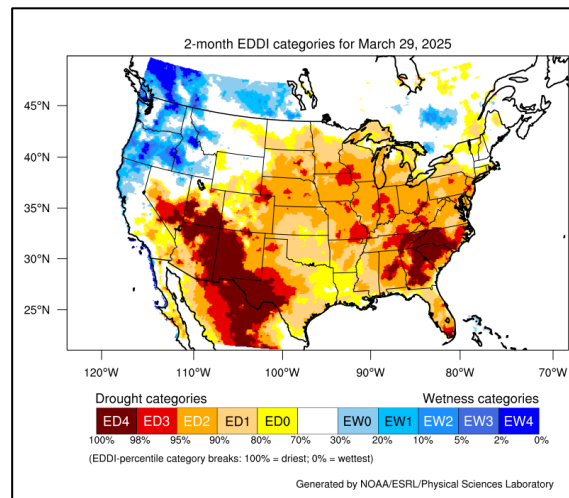 2-month EDDI categories for March 29, 2025
45°N
40°N
35°N
30°N
25°N
120°W 110°W 100°W 90°W 80°W 70°W
Drought categories Wetness categories
ED4 ED3 ED2 ED1 ED0 EW0 EW1 EW2 EW3 EW4
100% 98% 95% 90% 80% 70% 30% 20% 10% 5% 2% 0%
(EDDI-percentile category breaks: 100% = driest; 0% = wettest)
Generated by NOAA/ESRL/Physical Sciences Laboratory